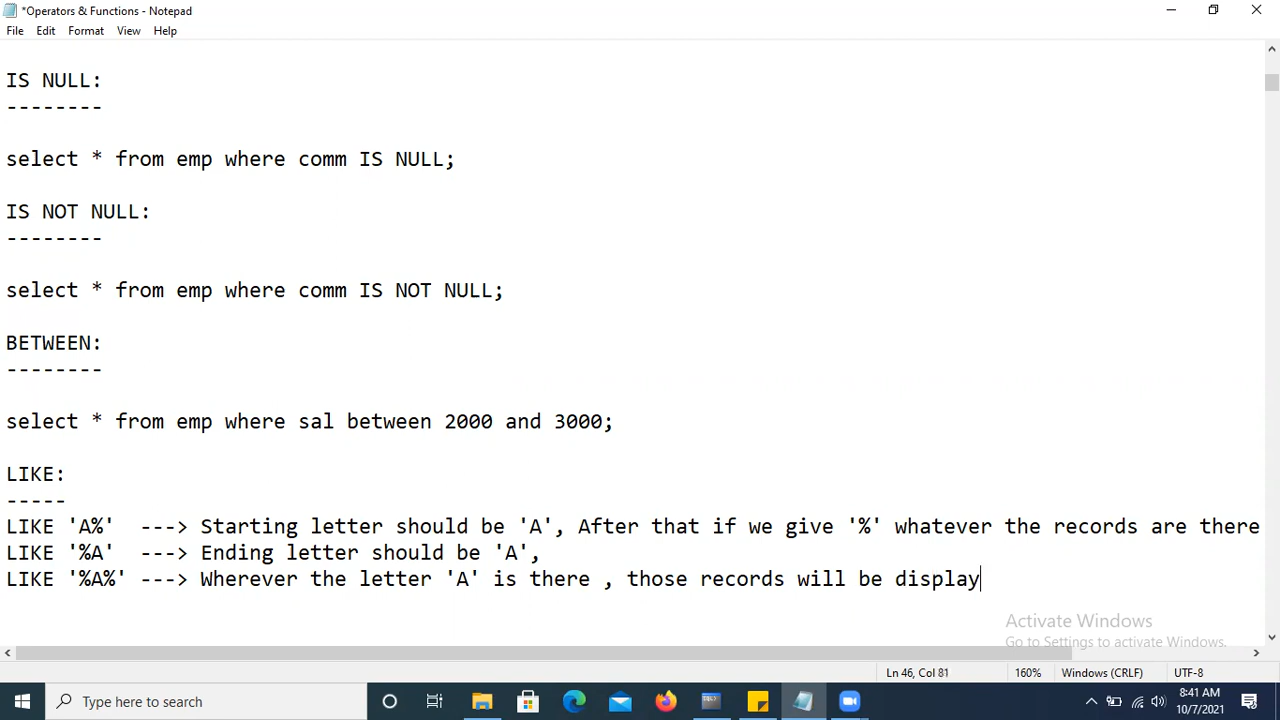 *Operators & Functions - Notepad
File Edit Format View Help
IS NULL:
--------
select * from emp where comm IS NULL;
IS NOT NULL:
--------
select * from emp where comm IS NOT NULL;
BETWEEN:
--------
select * from emp where sal between 2000 and 3000;
LIKE:
-----
LIKE 'A%'  ---> Starting letter should be 'A', After that if we give '%' whatever the records are there
LIKE '%A'  ---> Ending letter should be 'A',
LIKE '%A%' ---> Wherever the letter 'A' is there , those records will be display
Activate Windows
Go to Settings to activate Windows.
Ln 46, Col 81 160% Windows (CRLF) UTF-8
Type here to search
8:41 AM
10/7/2021